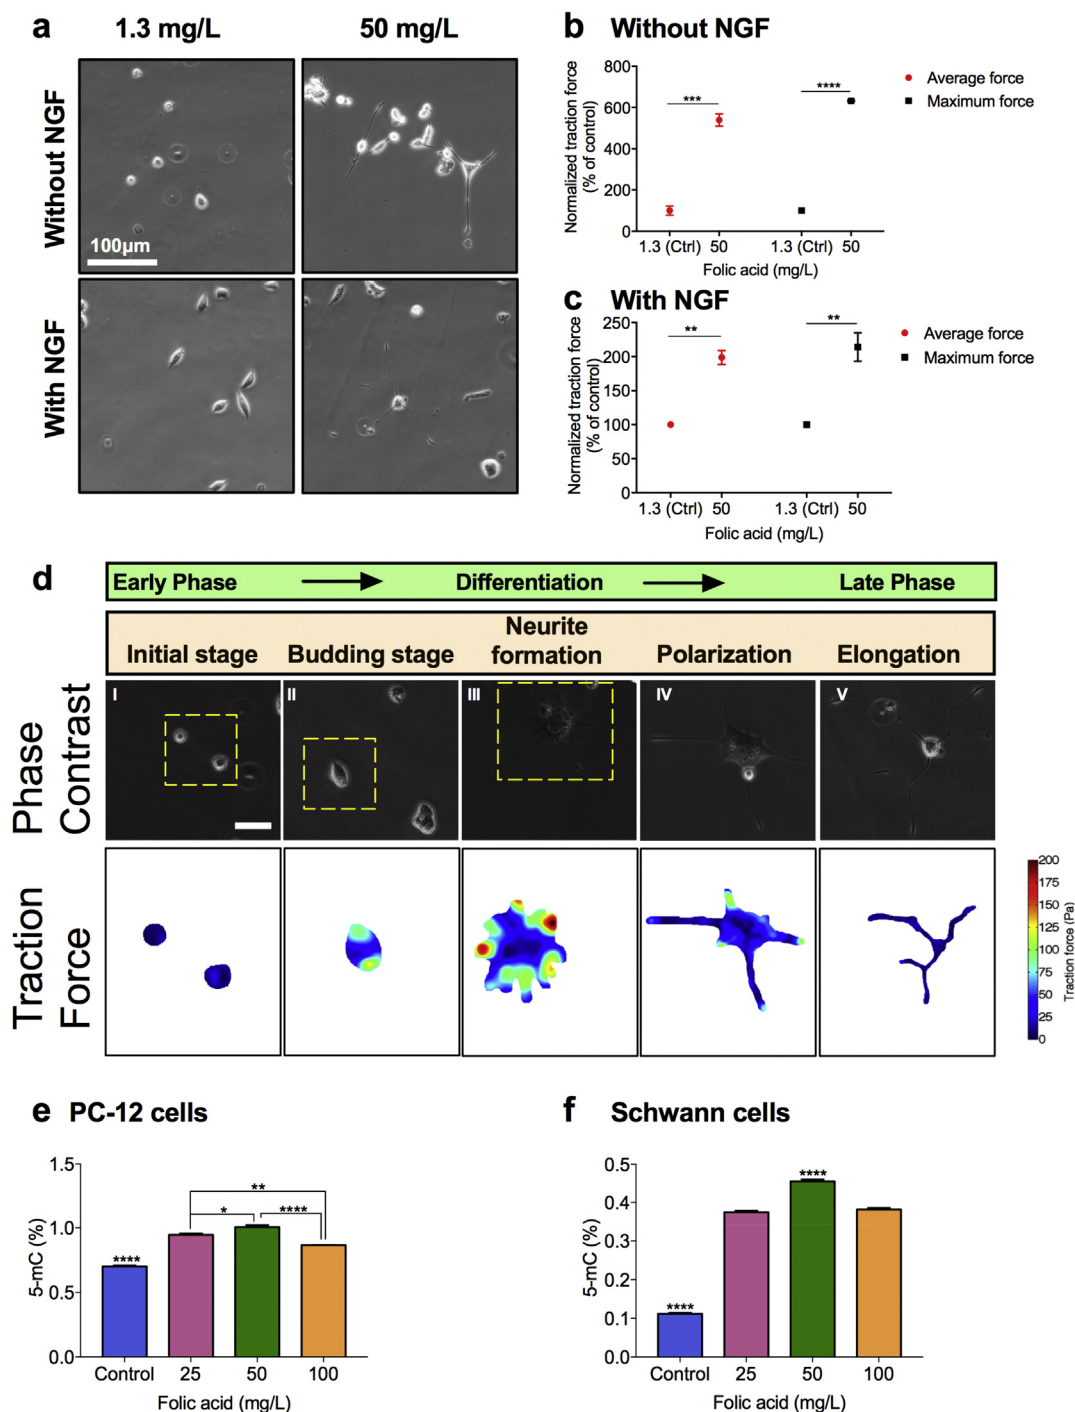 a
1.3 mg/L
50 mg/L
Without NGF
With NGF
100μm
b Without NGF
Normalized traction force
(% of control)
800
600
400
200
0
***
****
Average force
Maximum force
1.3 (Ctrl) 50 1.3 (Ctrl) 50
Folic acid (mg/L)
c With NGF
Normalized traction force
(% of control)
250
200
150
100
50
0
**
**
Average force
Maximum force
1.3 (Ctrl) 50 1.3 (Ctrl) 50
Folic acid (mg/L)
d
Early Phase Differentiation Late Phase
Initial stage
Budding stage
Neurite
formation
Polarization
Elongation
Phase
Contrast
I
II
III
IV
V
Traction
Force
200
175
150
125
100
75
50
25
0
Traction force (Pa)
e PC-12 cells
5-mC (%)
1.5
1.0
0.5
0.0
****
*
**
****
Control 25 50 100
Folic acid (mg/L)
f Schwann cells
5-mC (%)
0.5
0.4
0.3
0.2
0.1
0.0
****
****
Control 25 50 100
Folic acid (mg/L)